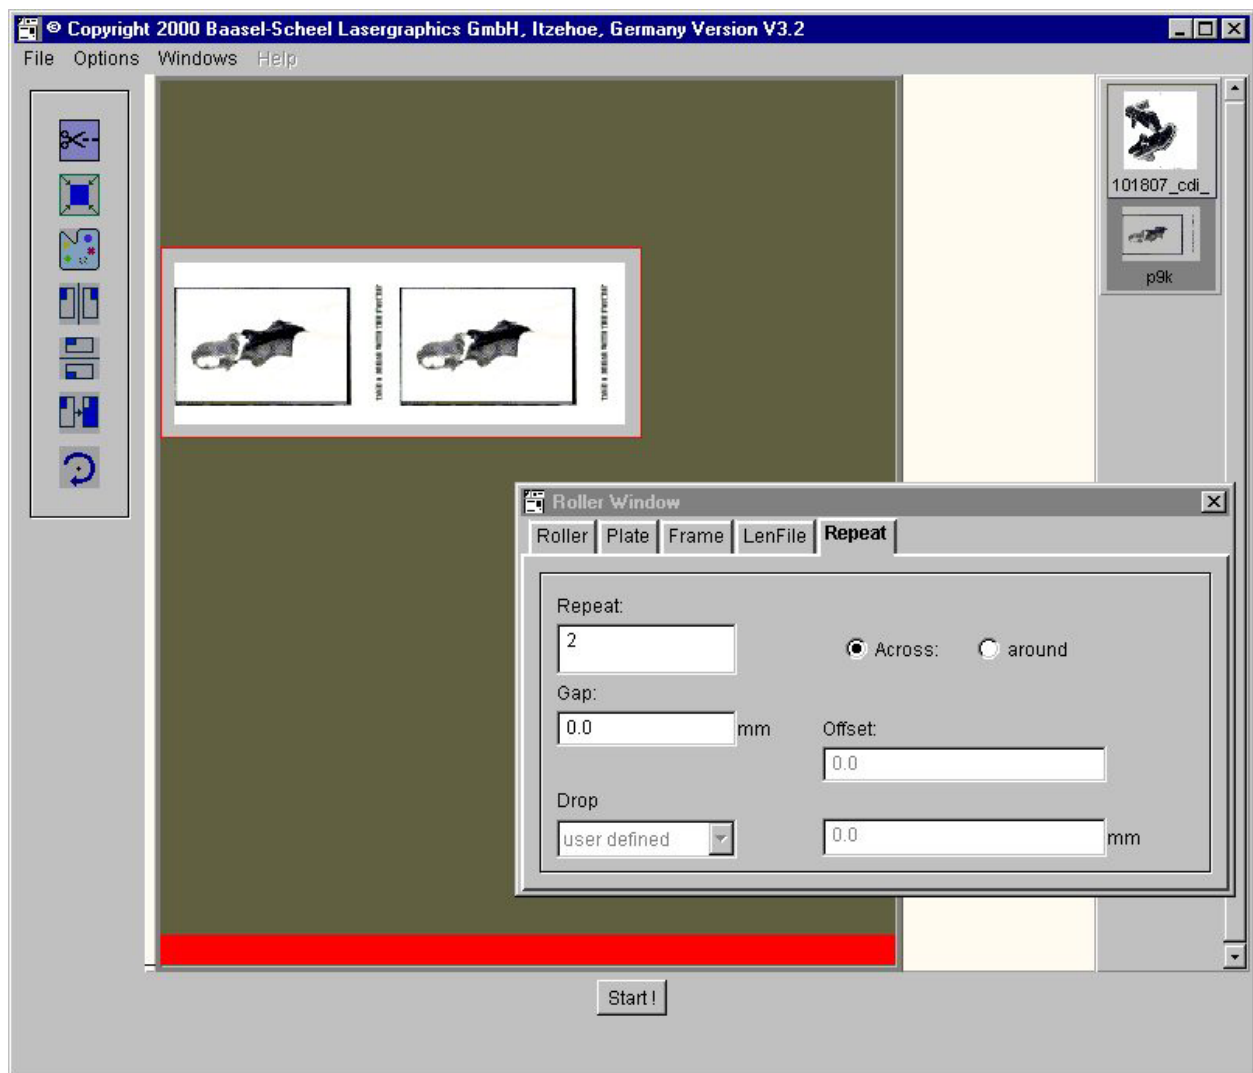 © Copyright 2000 Baasel-Scheel Lasergraphics GmbH, Itzehoe, Germany Version V3.2
File Options Windows Help
101807_cdi_
p9k
Roller Window
Roller Plate Frame LenFile Repeat
Repeat:
2
Across: around
Gap:
0.0 mm
Offset:
0.0
Drop
user defined
0.0 mm
Start !